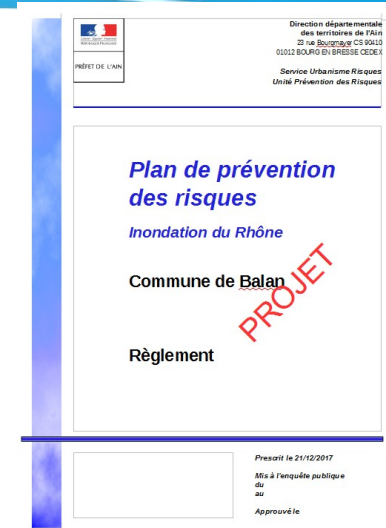 Direction départementale
des territoires de l'Ain
23 rue Bourgmayer CS 90410
01012 BOURG EN BRESSE CEDEX
Service Urbanisme Risques
Unité Prévention des Risques
PRÉFET DE L'AIN
Plan de prévention
des risques
Inondation du Rhône
Commune de Balan
PROJET
Règlement
Prescrit le 21/12/2017
Mis à l'enquête publique
du
au
Approuvé le